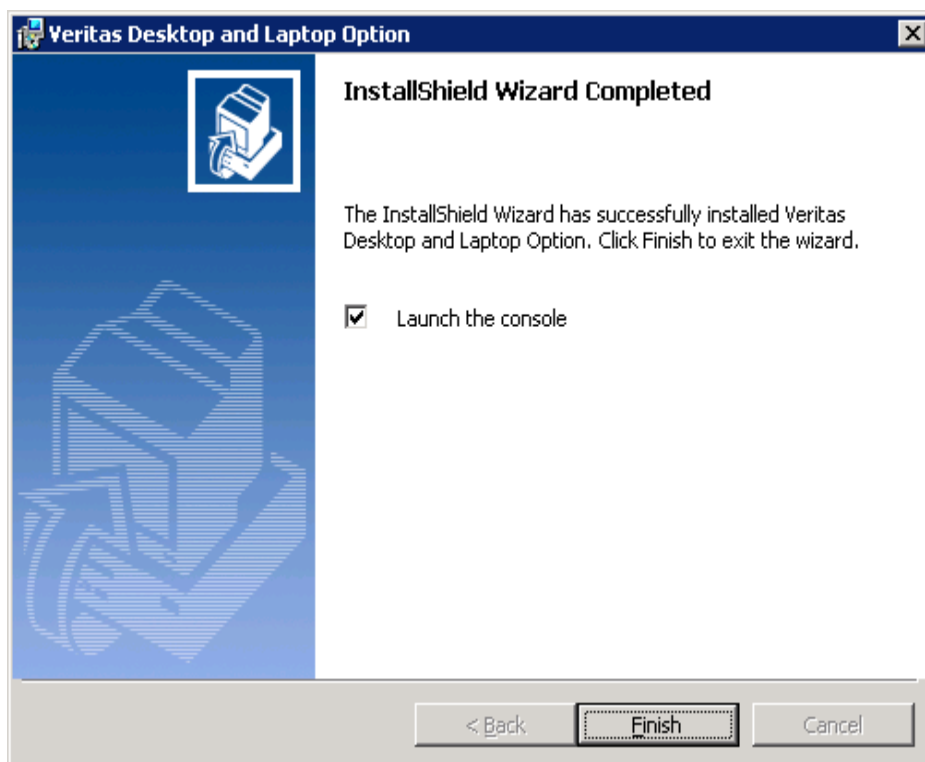 Veritas Desktop and Laptop Option
InstallShield Wizard Completed
The InstallShield Wizard has successfully installed Veritas
Desktop and Laptop Option. Click Finish to exit the wizard.
Launch the console
< Back
Finish
Cancel